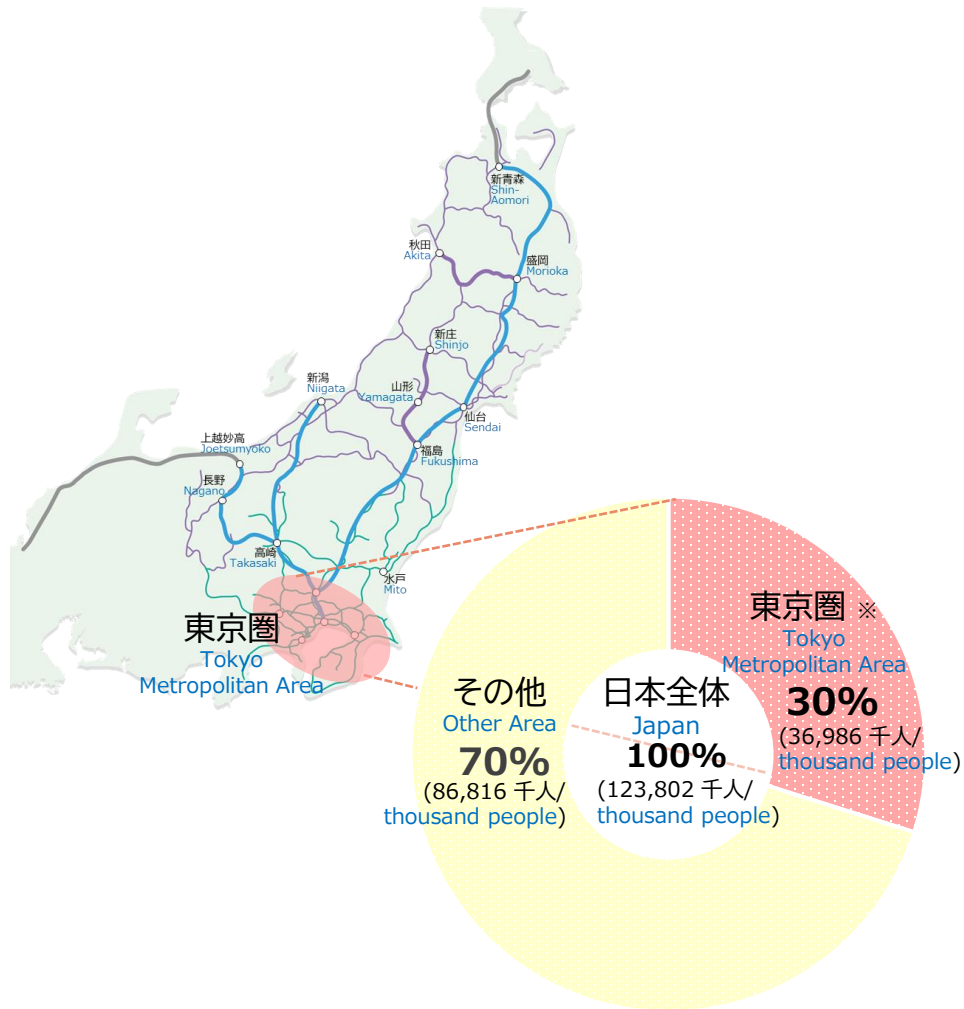 新青森
Shin-
Aomori
秋田
Akita
盛岡
Morioka
新庄
Shinjo
新潟
Niigata
山形
Yamagata
仙台
Sendai
上越妙高
Joetsumyoko
福島
Fukushima
長野
Nagano
高崎
Takasaki
水戸
Mito
東京圏
Tokyo
Metropolitan Area
東京圏 ※
Tokyo
Metropolitan Area
30%
(36,986 千人/
thousand people)
その他
Other Area
70%
(86,816 千人/
thousand people)
日本全体
Japan
100%
(123,802 千人/
thousand people)